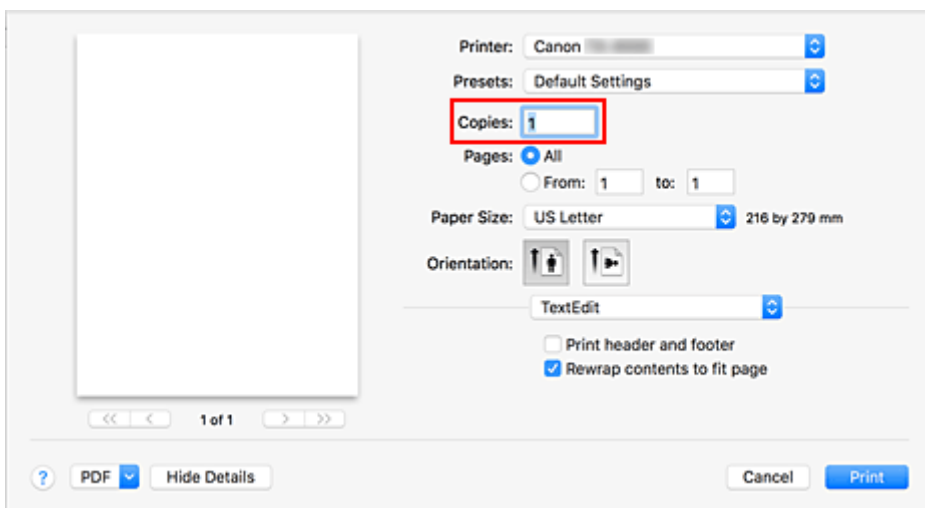 Printer: Canon
Presets: Default Settings
Copies: 1
Pages: All
From: 1 to: 1
Paper Size: US Letter 216 by 279 mm
Orientation:
TextEdit
Print header and footer
Rewrap contents to fit page
<< < 1 of 1 > >>
? PDF Hide Details Cancel Print